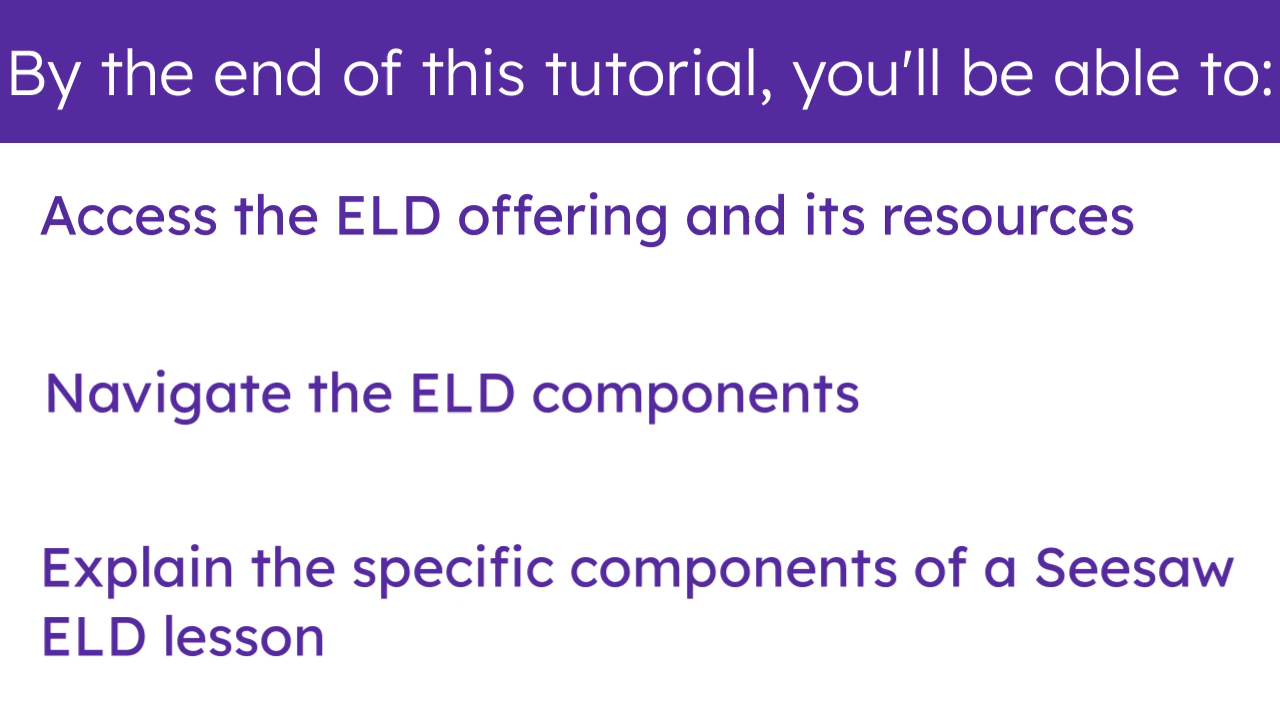 By the end of this tutorial, you'll be able to:
Access the ELD offering and its resources
Navigate the ELD components
Explain the specific components of a Seesaw
ELD lesson